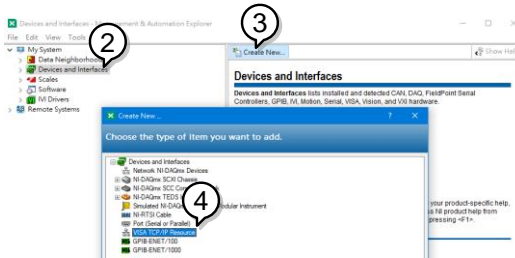 Devices and Interfaces - Management & Automation Explorer
File Edit View Tools
3
2
My System
Data Neighborhood
Devices and Interfaces
Scales
Software
IVI Drivers
Remote Systems
Create New...
Show Hel
Devices and Interfaces
Devices and Interfaces lists installed and detected CAN, DAQ, FieldPoint Serial
Controllers, GPIB, IVI, Motion, Serial, VISA, Vision, and VXI hardware.
Create New ...
Choose the type of item you want to add.
Devices and Interfaces
Network NI-DAQmx Devices
NI-DAQmx SCXI Chassis
NI-DAQmx SCC Conn
NI-DAQmx TEDS
Simulated NI-DAQ dular Instrument
NI-RTSI Cable
Port (Serial or Parallel)
4
VISA TCP/IP Resource
GPIB-ENET/100
GPIB-ENET/1000
your product-specific help,
ss NI product help from
pressing <F1>.